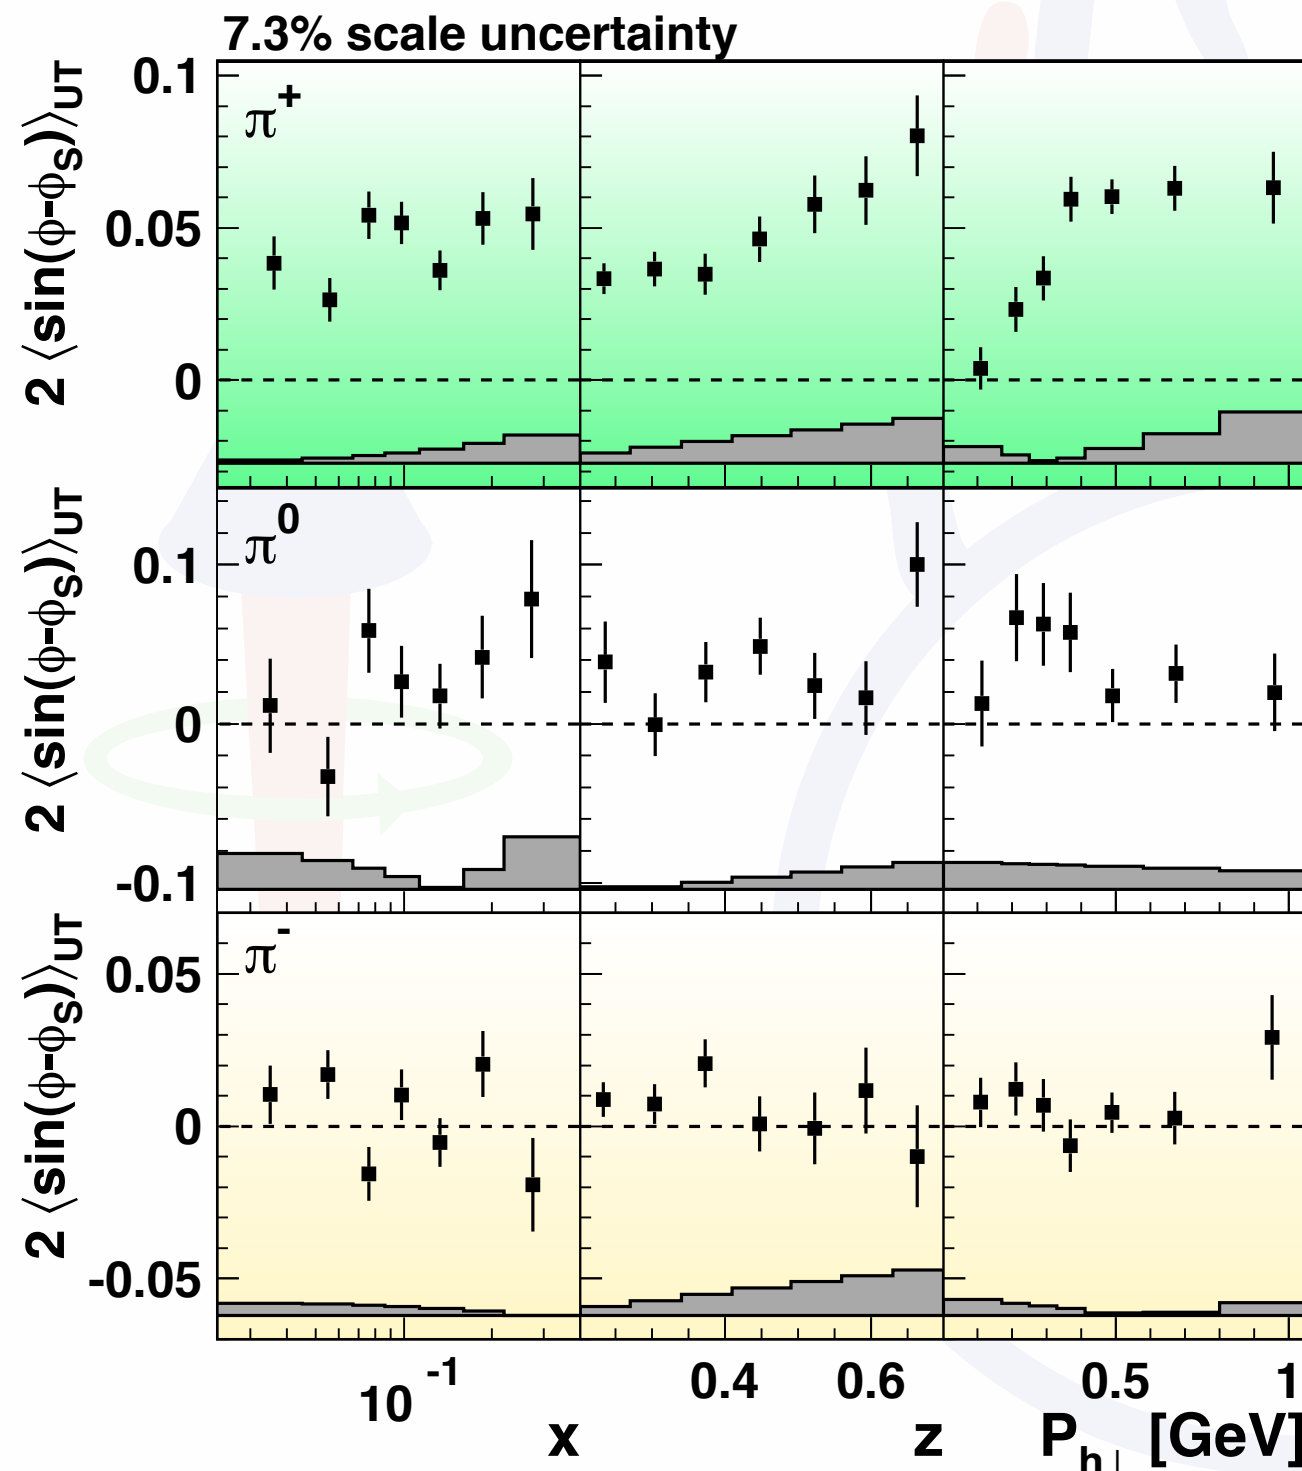 7.3% scale uncertainty
2 ⟨sin(ϕ-ϕS)⟩UT
0.1
0.05
0
π+
2 ⟨sin(ϕ-ϕS)⟩UT
0.1
0
-0.1
π0
2 ⟨sin(ϕ-ϕS)⟩UT
0.05
0
-0.05
π-
10-1
0.4
0.6
0.5
1
x
z
Ph⊥ [GeV]